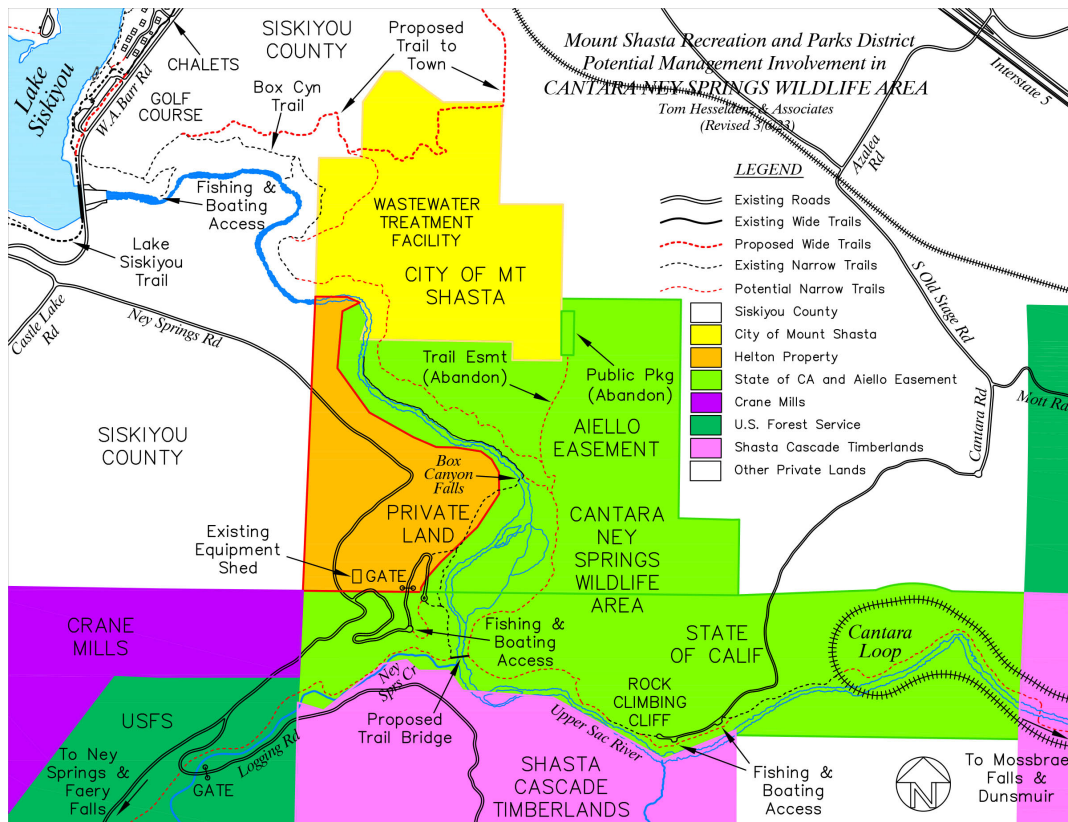 Mount Shasta Recreation and Parks District
Potential Management Involvement in
CANTARA NEY SPRINGS WILDLIFE AREA
Tom Hesseldenz & Associates
(Revised 3/6/23)
Lake
Siskiyou
W.A. Barr Rd
CHALETS
GOLF
COURSE
SISKIYOU
COUNTY
Box Cyn
Trail
Proposed
Trail to
Town
Interstate 5
Azalea
Rd
Fishing &
Boating
Access
Lake
Siskiyou
Trail
WASTEWATER
TREATMENT
FACILITY
CITY OF MT
SHASTA
LEGEND
Existing Roads
Existing Wide Trails
Proposed Wide Trails
Existing Narrow Trails
Potential Narrow Trails
Siskiyou County
City of Mount Shasta
Helton Property
State of CA and Aiello Easement
Crane Mills
U.S. Forest Service
Shasta Cascade Timberlands
Other Private Lands
S Old Stage Rd
Mott Rd
Cantara Rd
Castle Lake
Rd
Ney Springs Rd
Trail Esmt
(Abandon)
Public Pkg
(Abandon)
AIELLO
EASEMENT
SISKIYOU
COUNTY
Box
Canyon
Falls
PRIVATE
LAND
CANTARA
NEY
SPRINGS
WILDLIFE
AREA
Existing
Equipment
Shed
GATE
Fishing &
Boating
Access
STATE
OF CALIF
Cantara
Loop
CRANE
MILLS
Ney
Sprs Cr
ROCK
CLIMBING
CLIFF
USFS
Proposed
Trail Bridge
Upper Sac River
Logging Rd
To Ney
Springs &
Faery
Falls
GATE
SHASTA
CASCADE
TIMBERLANDS
Fishing &
Boating
Access
N
To Mossbrae
Falls &
Dunsmuir